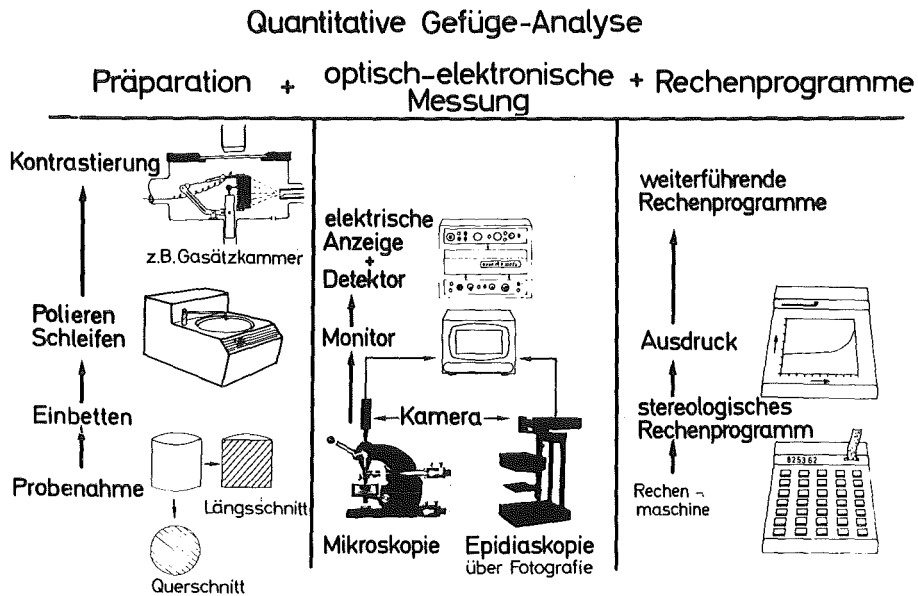 Quantitative Gefüge-Analyse
Präparation + optisch-elektronische Messung + Rechenprogramme
Kontrastierung
z.B. Gasätzkammer
Polieren
Schleifen
Einbetten
Probenahme
Längsschnitt
Querschnitt
elektrische
Anzeige
+
Detektor
Monitor
Kamera
Mikroskopie
Epidiaskopie
über Fotografie
weiterführende
Rechenprogramme
Ausdruck
stereologisches
Rechenprogramm
825362
Rechen-
maschine